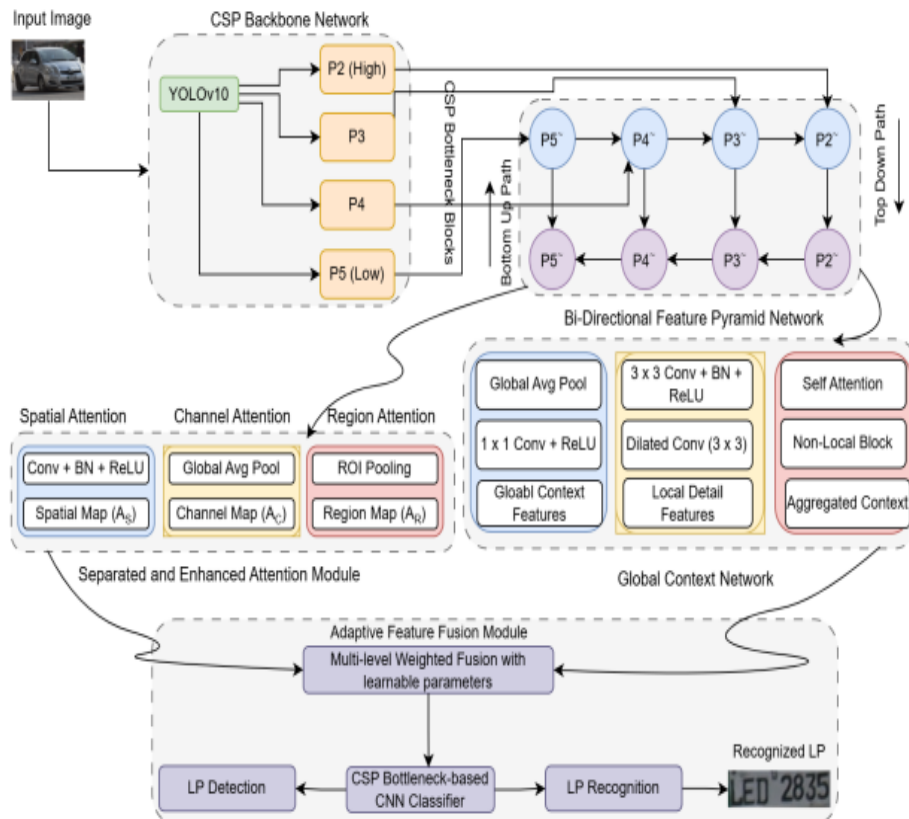 Input Image
CSP Backbone Network
YOLOv10
P2 (High)
P3
P4
P5 (Low)
CSP Bottleneck Blocks
Bottom Up Path
P5~
P4~
P3~
P2~
P5~
P4~
P3~
P2~
Top Down Path
Bi-Directional Feature Pyramid Network
Spatial Attention
Conv + BN + ReLU
Spatial Map (A_S)
Channel Attention
Global Avg Pool
Channel Map (A_C)
Region Attention
ROI Pooling
Region Map (A_R)
Separated and Enhanced Attention Module
Global Avg Pool
1 x 1 Conv + ReLU
Gloabl Context
Features
3 x 3 Conv + BN +
ReLU
Dilated Conv (3 x 3)
Local Detail
Features
Self Attention
Non-Local Block
Aggregated Context
Global Context Network
Adaptive Feature Fusion Module
Multi-level Weighted Fusion with
learnable parameters
LP Detection
CSP Bottleneck-based
CNN Classifier
LP Recognition
Recognized LP
LED 2835